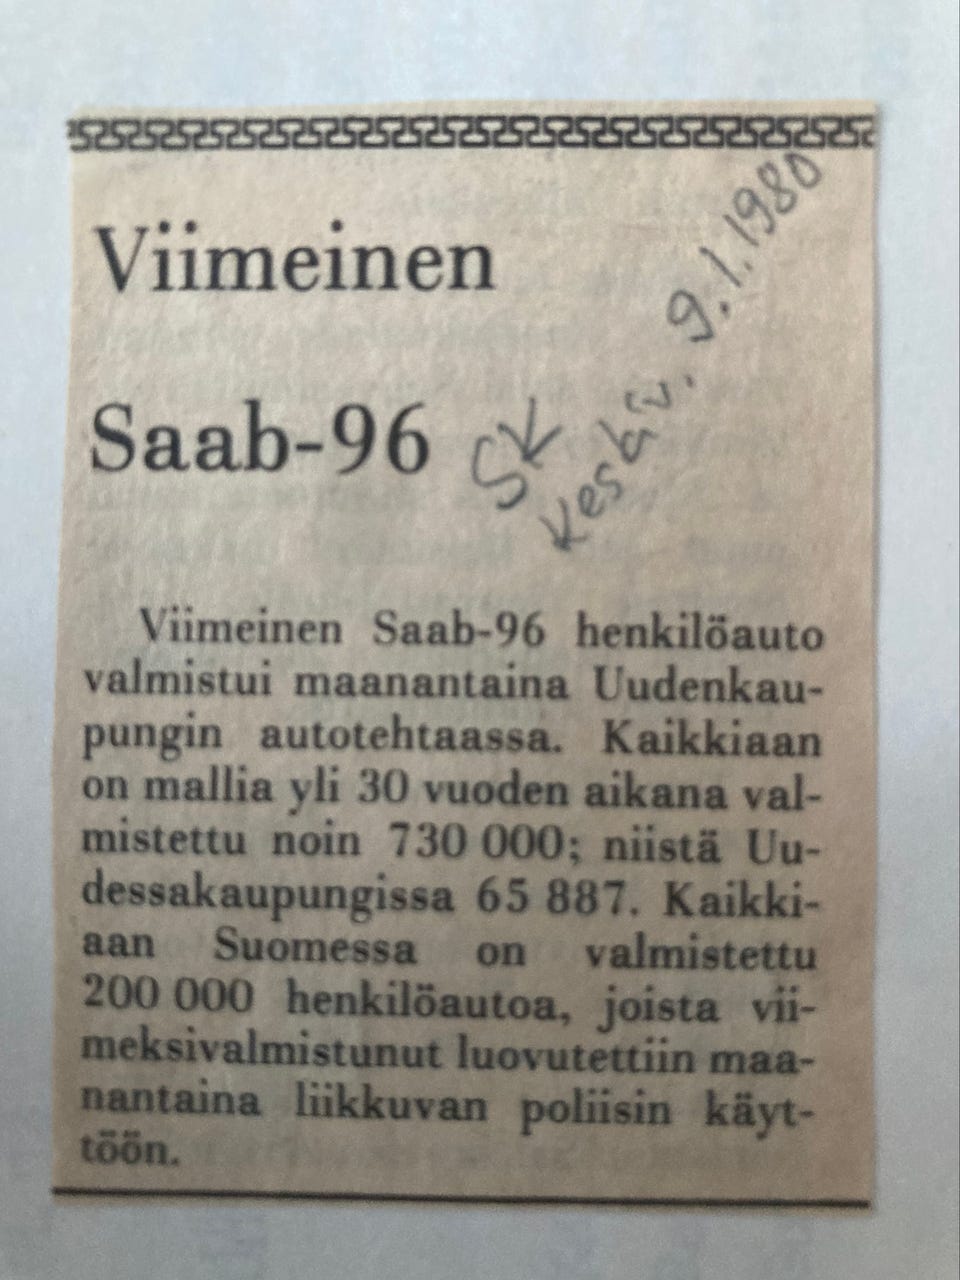 Viimeinen
Saab-96
SK
Keskiv. 9.1.1980
Viimeinen Saab-96 henkilöauto
valmistui maanantaina Uudenkau-
pungin autotehtaassa. Kaikkiaan
on mallia yli 30 vuoden aikana val-
mistettu noin 730 000; niistä Uu-
dessakaupungissa 65 887. Kaikki-
aan Suomessa on valmistettu
200 000 henkilöautoa, joista vii-
meksivalmistunut luovutettiin maa-
nantaina liikkuvan poliisin käyt-
töön.